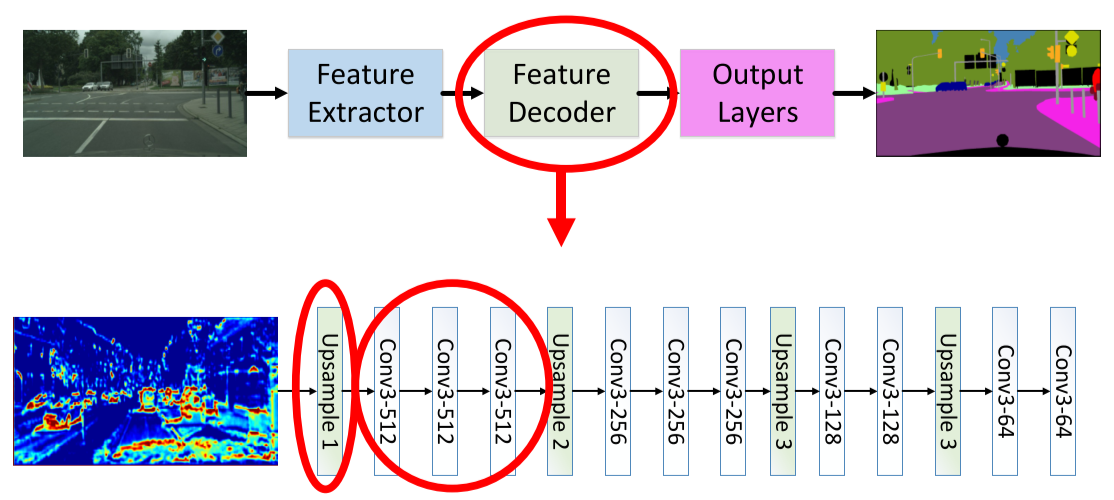 Feature
Extractor
Feature
Decoder
Output
Layers
Upsample 1
Conv3-512
Conv3-512
Conv3-512
Upsample 2
Conv3-256
Conv3-256
Conv3-256
Upsample 3
Conv3-128
Conv3-128
Upsample 3
Conv3-64
Conv3-64